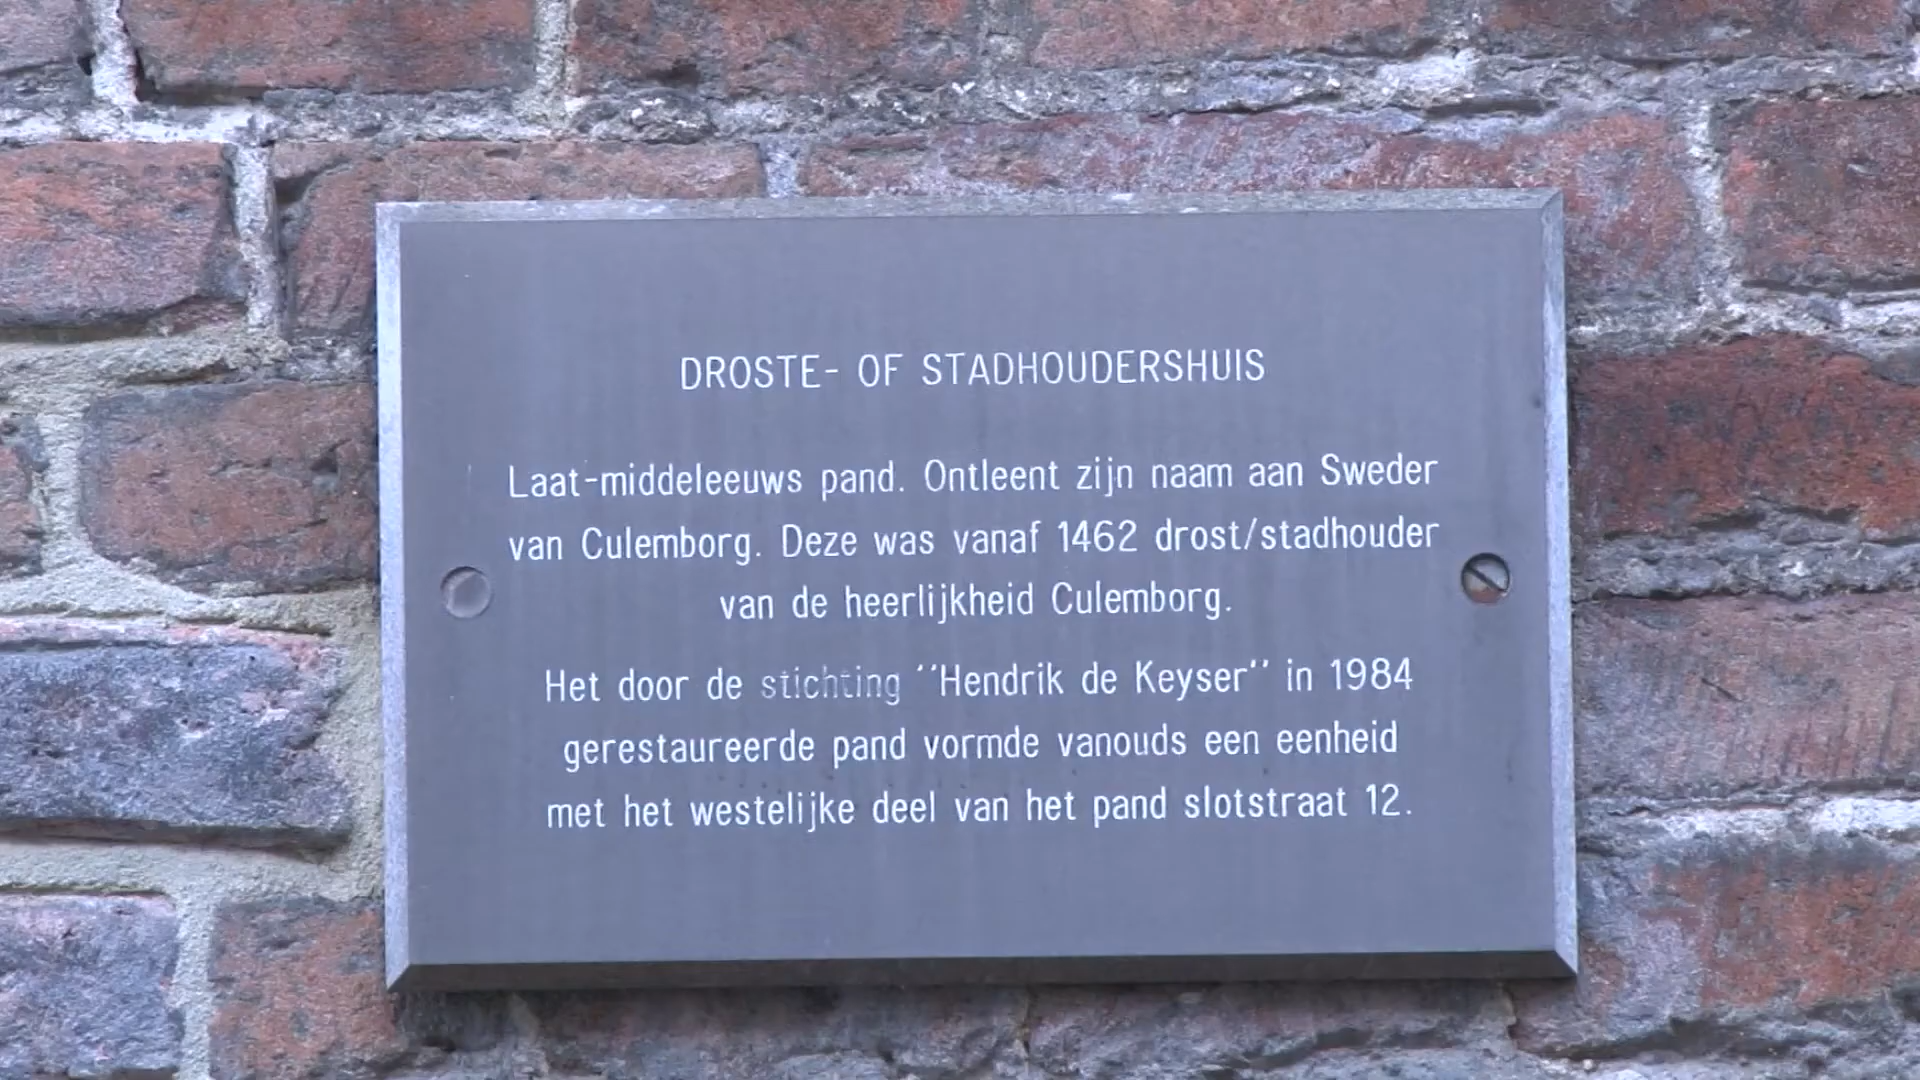 DROSTE- OF STADHOUDERSHUIS
Laat-middeleeuws pand. Ontleent zijn naam aan Sweder
van Culemborg. Deze was vanaf 1462 drost/stadhouder
van de heerlijkheid Culemborg.
Het door de stichting "Hendrik de Keyser" in 1984
gerestaureerde pand vormde vanouds een eenheid
met het westelijke deel van het pand slotstraat 12.